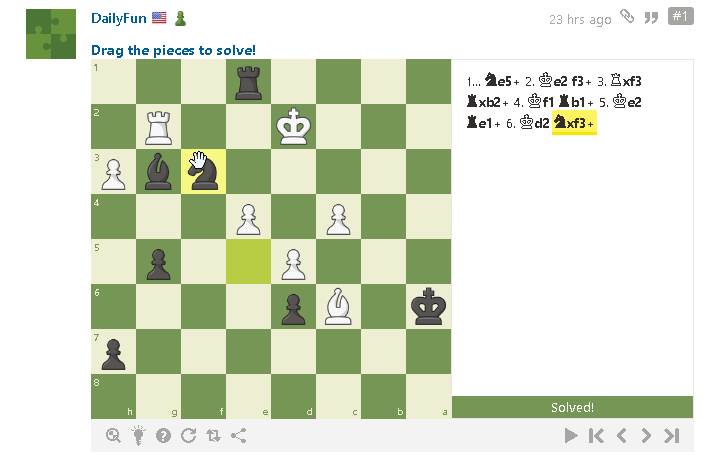 DailyFun
23 hrs ago
#1
Drag the pieces to solve!
1... ♞e5+ 2. ♔e2 f3+ 3. ♖xf3
♜xb2+ 4. ♔f1 ♜b1+ 5. ♔e2
♜e1+ 6. ♔d2 ♞xf3+
1
2
3
4
5
6
7
8
h g f e d c b a
Solved!